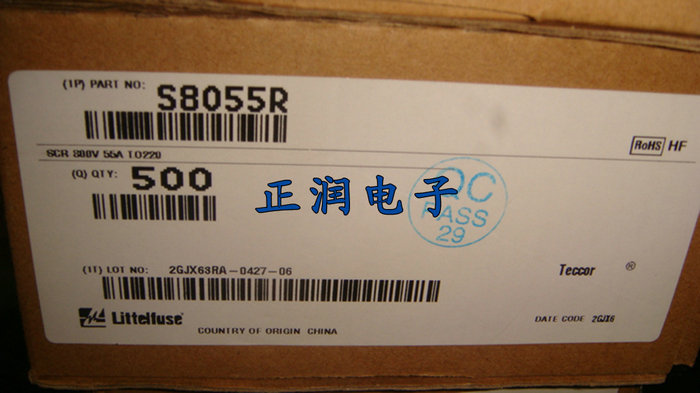 (1P) PART NO: S8055R
SCR 800V 55A TO220
RoHS HF
(Q) QTY: 500
正润电子
QC
PASS
29
(1T) LOT NO: 2GJX63RA-0427-06
Teccor ®
Littelfuse®
COUNTRY OF ORIGIN CHINA
DATE CODE 2GJX6